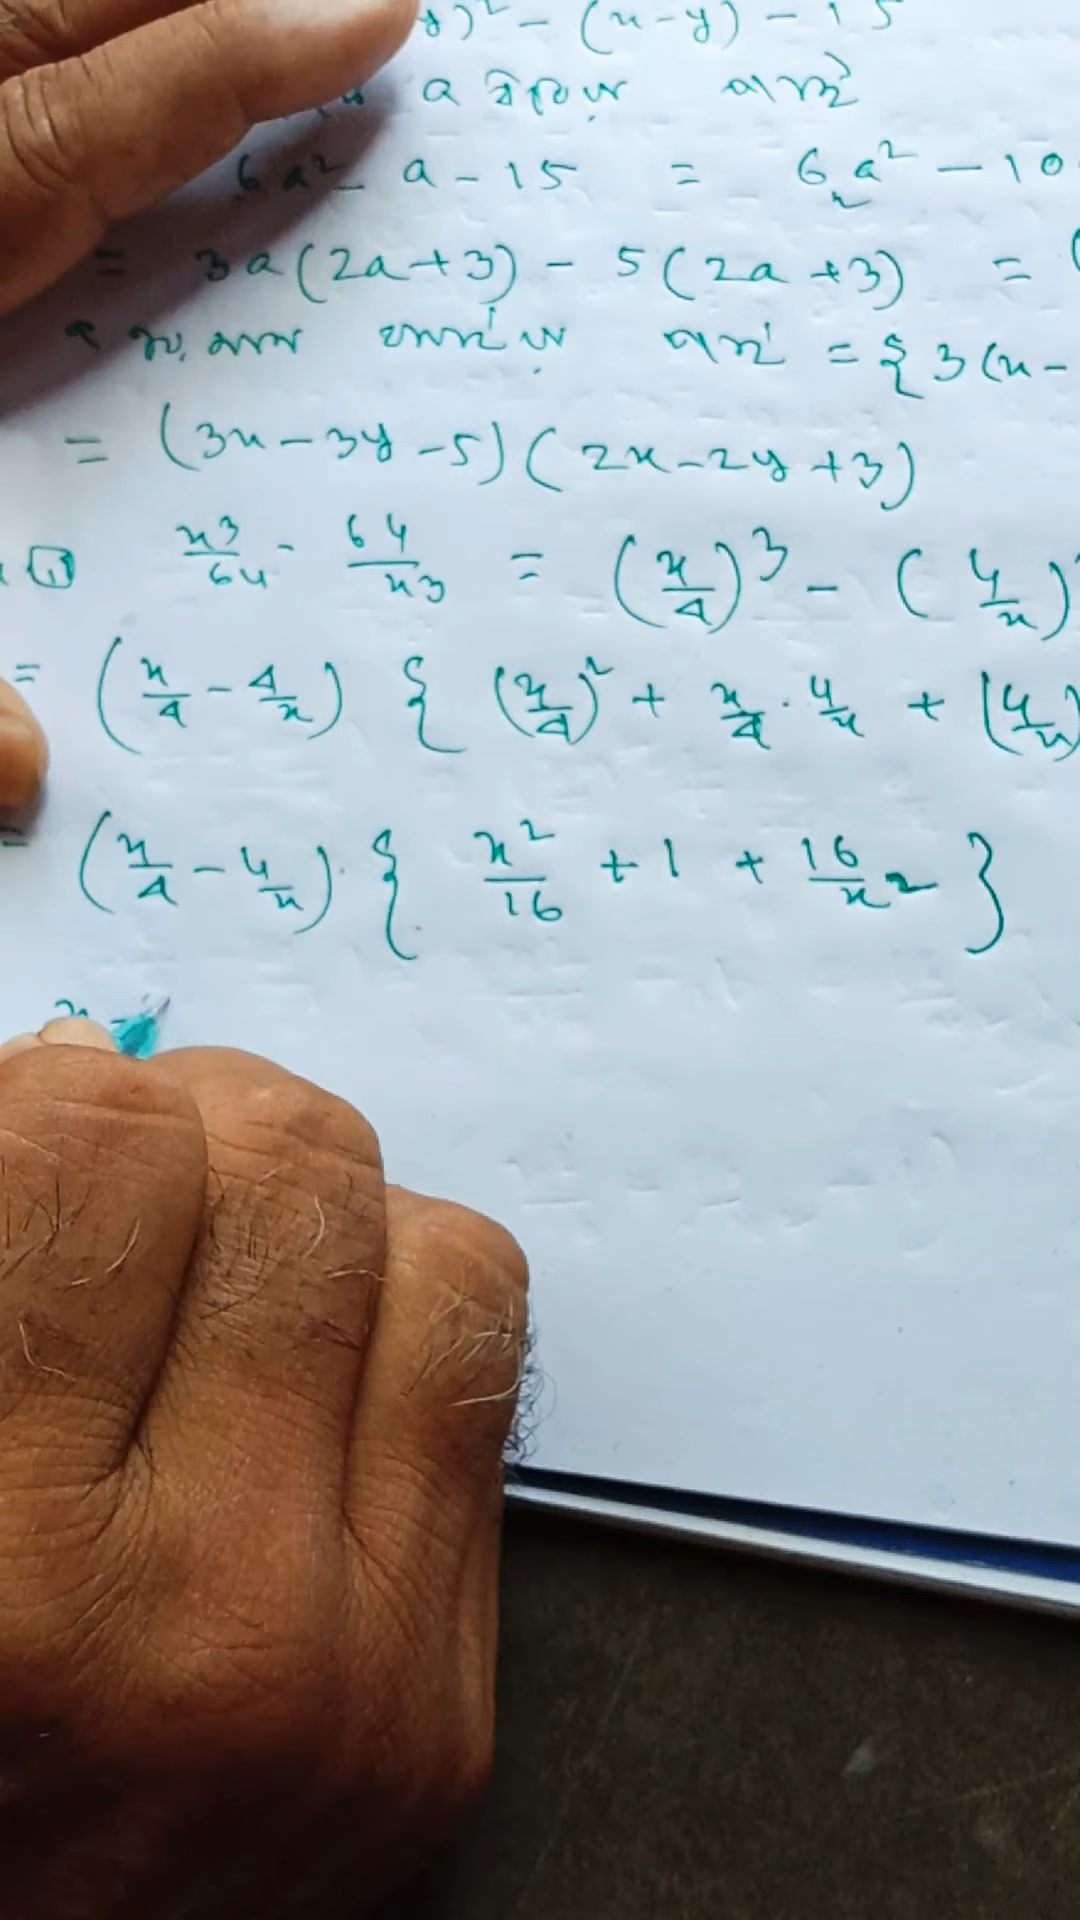 y)² - (x-y) - 15
a
6a² - a - 15 = 6a² - 10
= 3a(2a+3) - 5(2a+3) = (
মান = {3(x-
= (3x-3y-5)(2x-2y+3)
x³/64 - 64/x³ = (x/4)³ - (4/x)
= (x/4 - 4/x) { (x/4)² + x/4 · 4/x + (4/x)
= (x/4 - 4/x) · { x²/16 + 1 + 16/x² }
x -